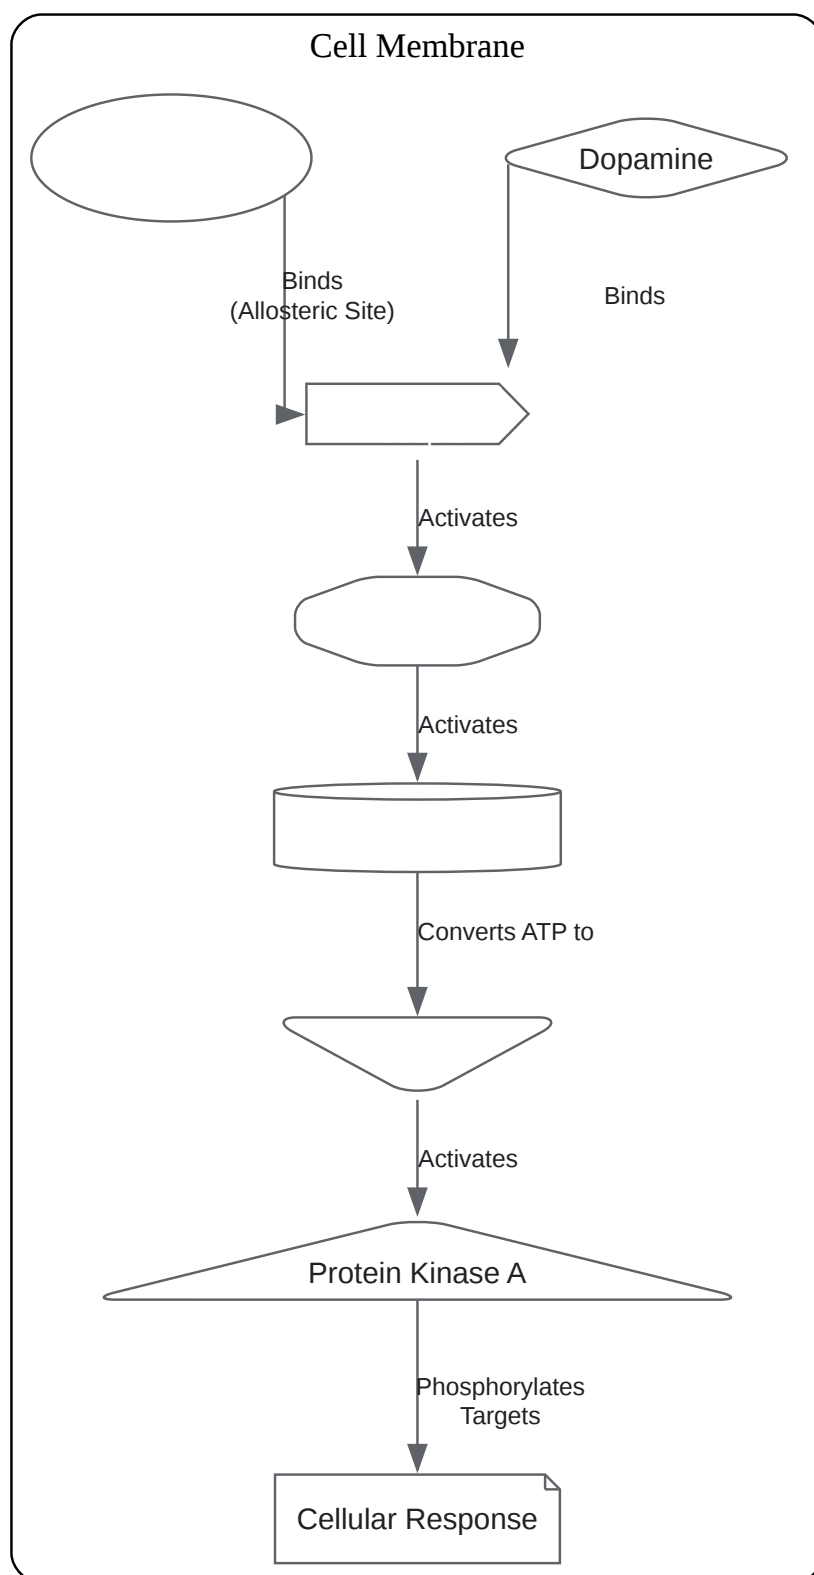 Cell Membrane
Dopamine
Binds
(Allosteric Site)
Binds
Activates
Activates
Converts ATP to
Activates
Protein Kinase A
Phosphorylates
Targets
Cellular Response